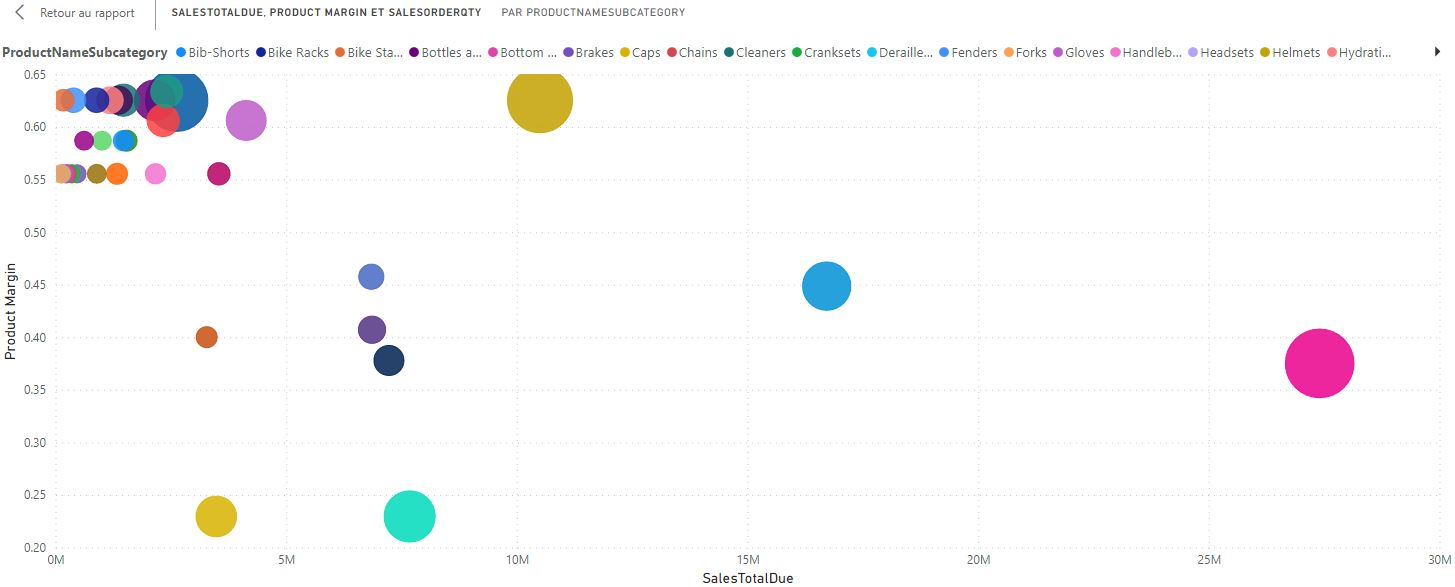 Retour au rapport SALESTOTALDUE, PRODUCT MARGIN ET SALESORDERQTY PAR PRODUCTNAMESUBCATEGORY
ProductNameSubcategory Bib-Shorts Bike Racks Bike Sta... Bottles a... Bottom ... Brakes Caps Chains Cleaners Cranksets Deraille... Fenders Forks Gloves Handleb... Headsets Helmets Hydrati...
0.65
0.60
0.55
0.50
0.45
0.40
0.35
0.30
0.25
0.20
Product Margin
0M 5M 10M 15M 20M 25M 30M
SalesTotalDue